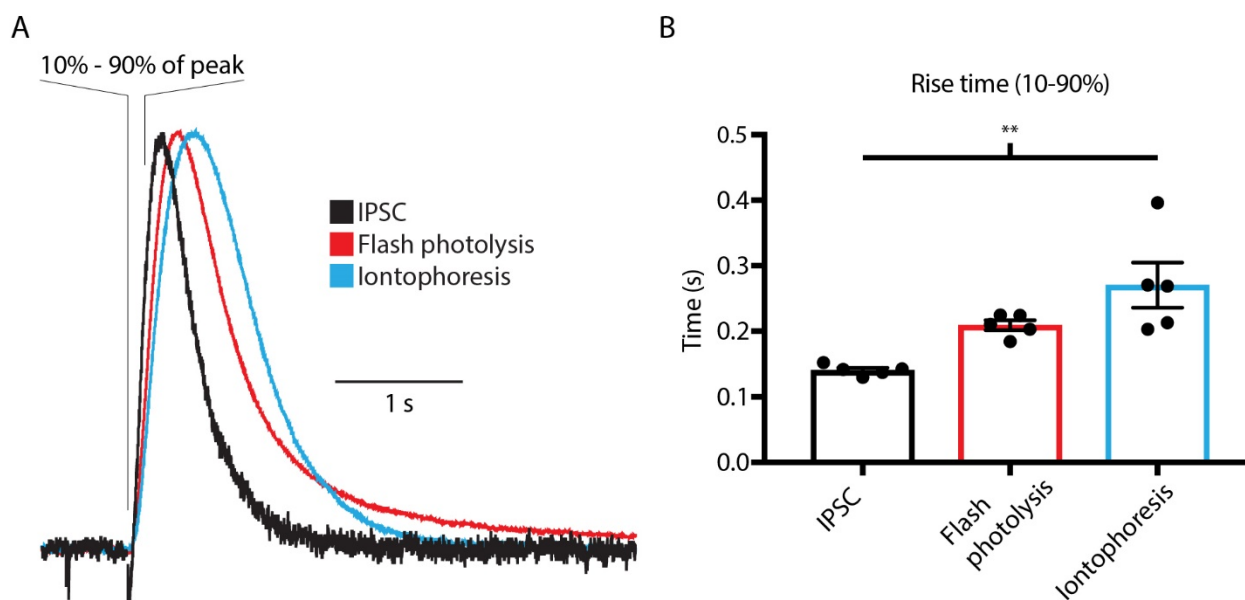 A
10% - 90% of peak
IPSC
Flash photolysis
Iontophoresis
1 s
B
Rise time (10-90%)
**
0.5
0.4
0.3
0.2
0.1
0.0
Time (s)
IPSC
Flash
photolysis
Iontophoresis